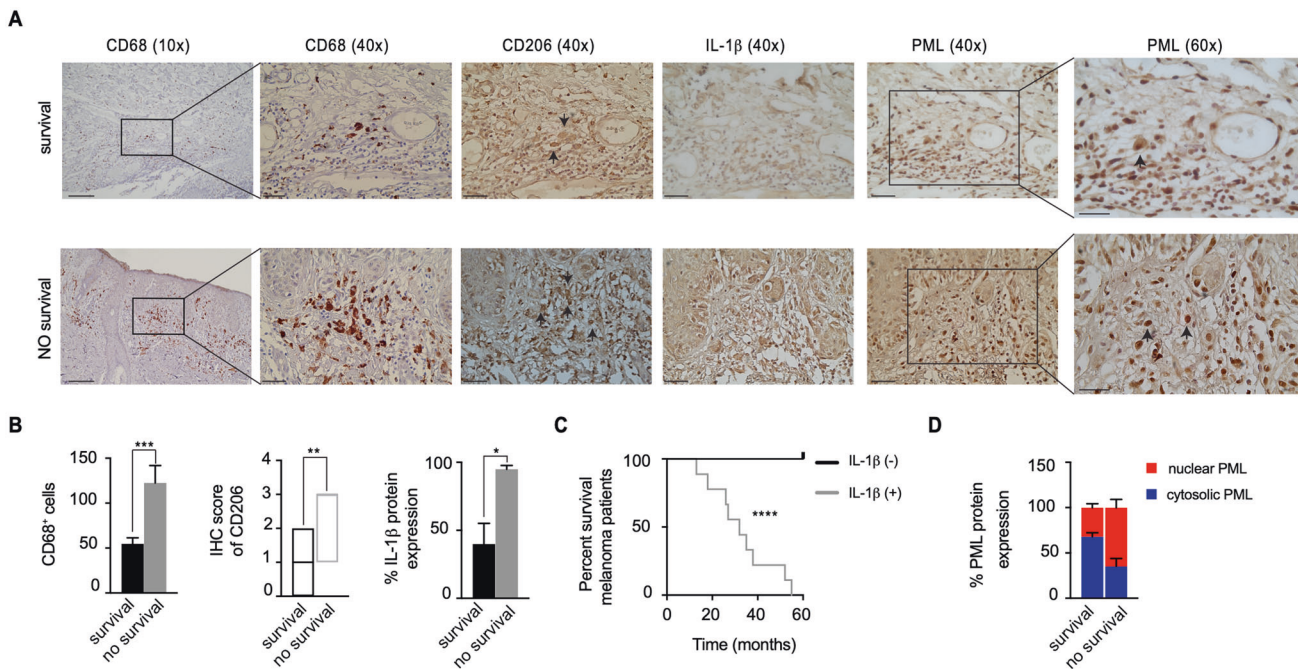 A
CD68 (10x) CD68 (40x) CD206 (40x) IL-1β (40x) PML (40x) PML (60x)
survival
NO survival
B
CD68⁺ cells
150
100
50
0
***
survival
no survival
IHC score
of CD206
4
3
2
1
0
**
survival
no survival
% IL-1β protein
expression
100
50
0
*
survival
no survival
C
Percent survival
melanoma patients
100
50
0
0 20 40 60
Time (months)
****
IL-1β (-)
IL-1β (+)
D
% PML protein
expression
150
100
50
0
survival
no survival
nuclear PML
cytosolic PML